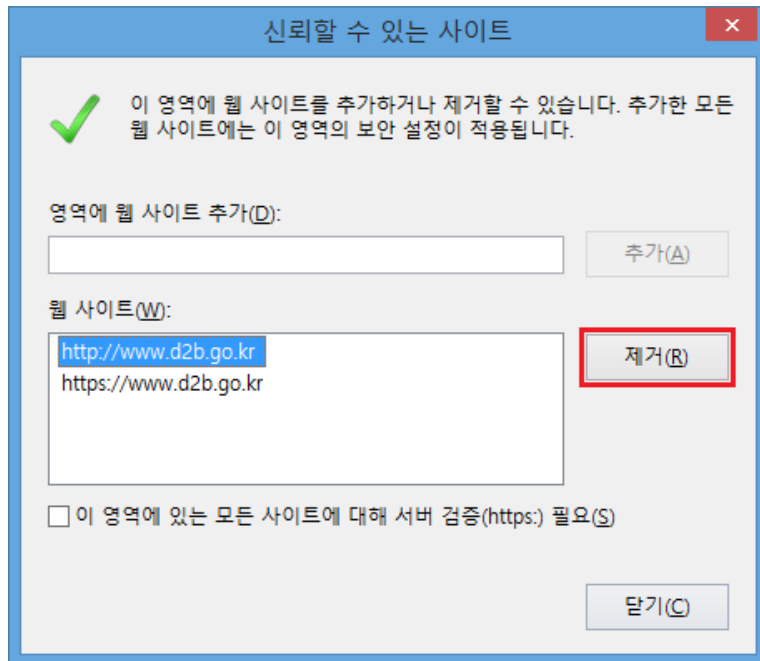 신뢰할 수 있는 사이트
이 영역에 웹 사이트를 추가하거나 제거할 수 있습니다. 추가한 모든
웹 사이트에는 이 영역의 보안 설정이 적용됩니다.
영역에 웹 사이트 추가(D):
추가(A)
웹 사이트(W):
http://www.d2b.go.kr
제거(R)
https://www.d2b.go.kr
이 영역에 있는 모든 사이트에 대해 서버 검증(https:) 필요(S)
닫기(C)